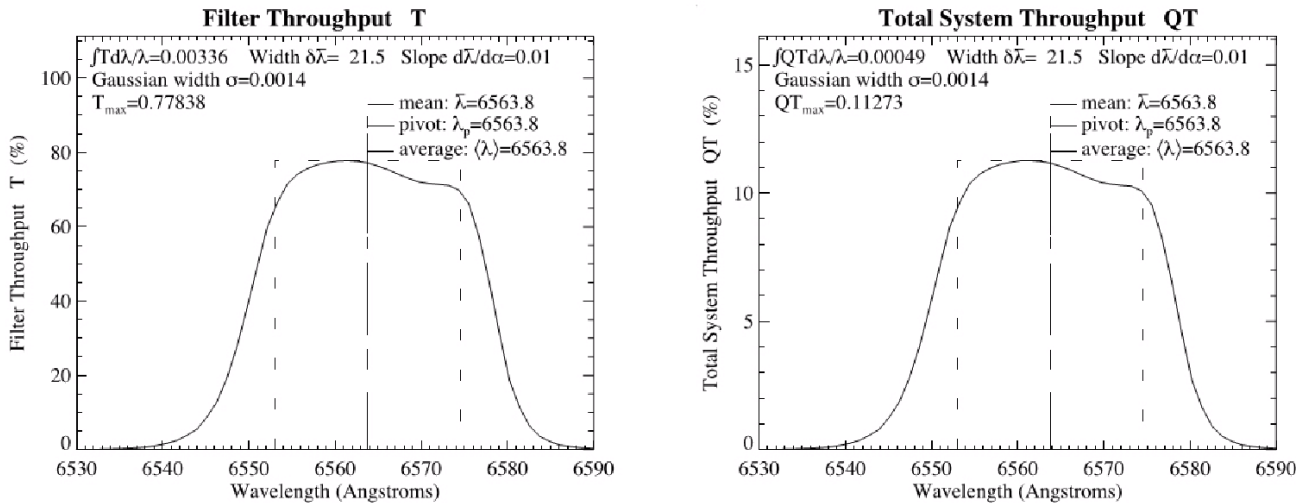 Filter Throughput T
∫Tdλ/λ=0.00336 Width δλ̄= 21.5 Slope dλ̄/dα=0.01
Gaussian width σ=0.0014
T_max=0.77838
mean: λ̄=6563.8
pivot: λ_p=6563.8
average: ⟨λ⟩=6563.8
Filter Throughput T (%)
100
80
60
40
20
0
6530 6540 6550 6560 6570 6580 6590
Wavelength (Angstroms)
Total System Throughput QT
∫QTdλ/λ=0.00049 Width δλ̄= 21.5 Slope dλ̄/dα=0.01
Gaussian width σ=0.0014
QT_max=0.11273
mean: λ̄=6563.8
pivot: λ_p=6563.8
average: ⟨λ⟩=6563.8
Total System Throughput QT (%)
15
10
5
0
6530 6540 6550 6560 6570 6580 6590
Wavelength (Angstroms)